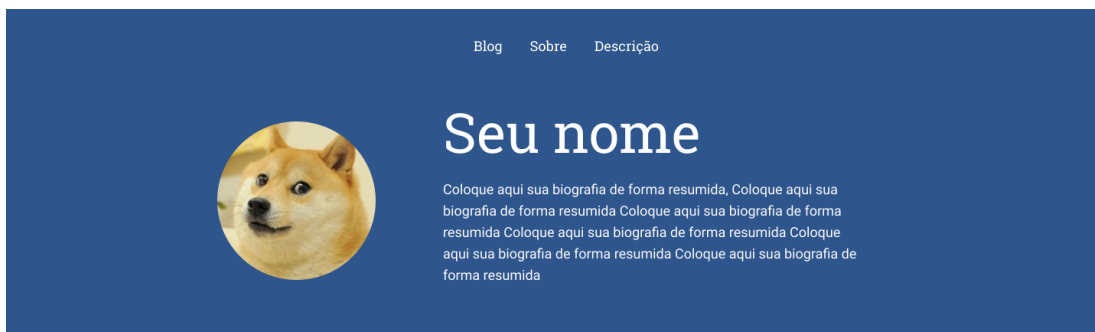 Blog Sobre Descrição
Seu nome
Coloque aqui sua biografia de forma resumida, Coloque aqui sua
biografia de forma resumida Coloque aqui sua biografia de forma
resumida Coloque aqui sua biografia de forma resumida Coloque
aqui sua biografia de forma resumida Coloque aqui sua biografia de
forma resumida